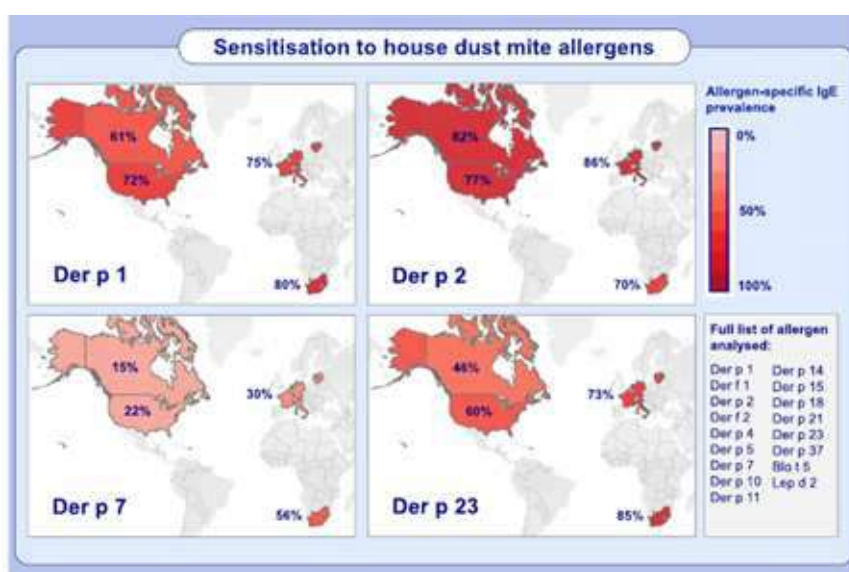 Sensitisation to house dust mite allergens
61%
72%
75%
80%
Der p 1
82%
77%
86%
70%
Der p 2
Allergen-specific IgE
prevalence
0%
50%
100%
15%
22%
30%
56%
Der p 7
46%
60%
73%
85%
Der p 23
Full list of allergen
analysed:
Der p 1 Der p 14
Der f 1 Der p 15
Der p 2 Der p 18
Der f 2 Der p 21
Der p 4 Der p 23
Der p 5 Der p 37
Der p 7 Blo t 5
Der p 10 Lep d 2
Der p 11